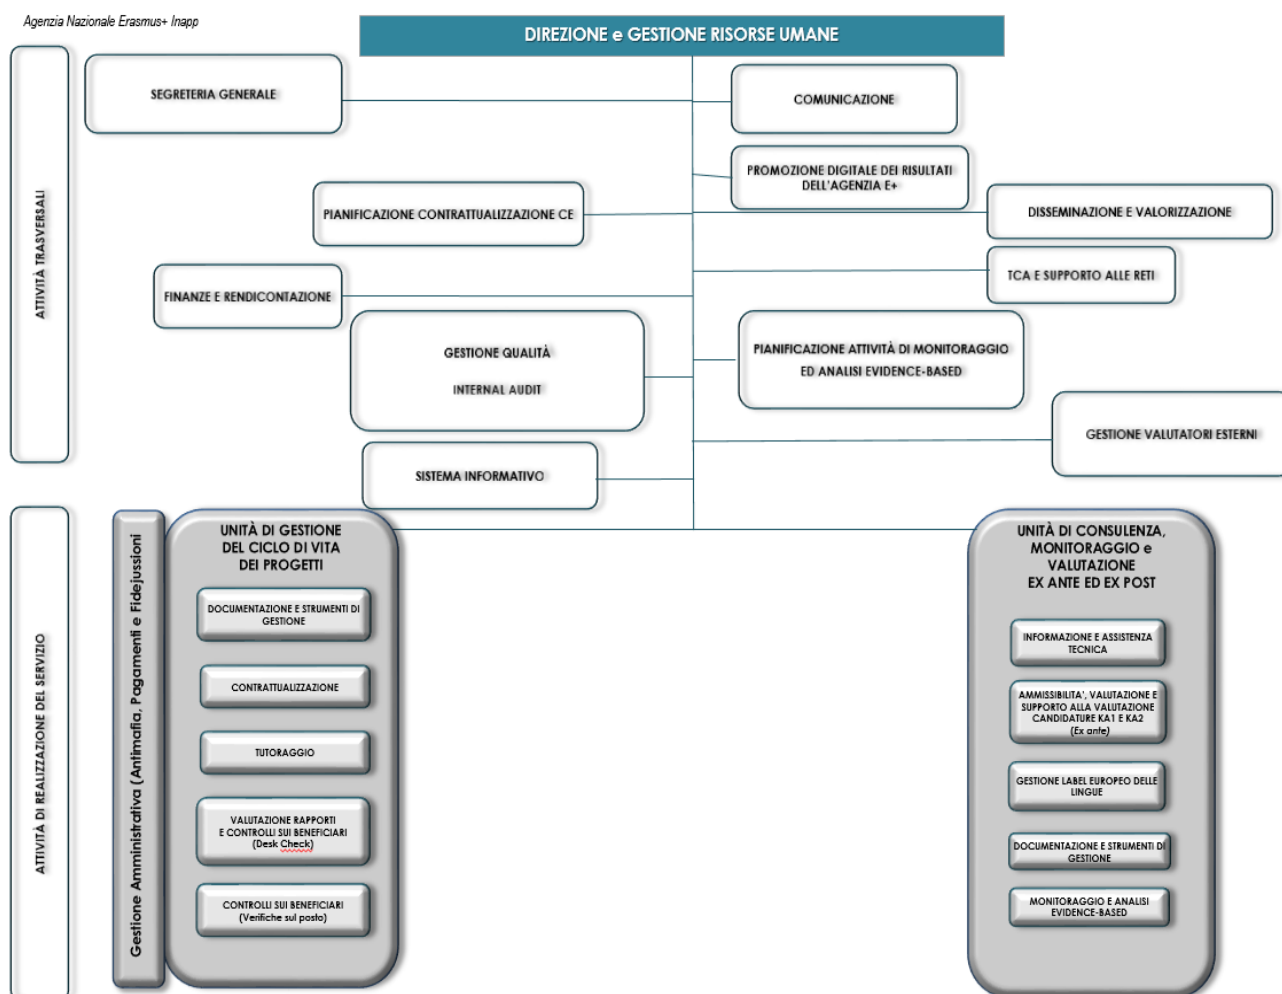 Agenzia Nazionale Erasmus+ Inapp
DIREZIONE e GESTIONE RISORSE UMANE
ATTIVITÀ TRASVERSALI
SEGRETERIA GENERALE
COMUNICAZIONE
PROMOZIONE DIGITALE DEI RISULTATI
DELL'AGENZIA E+
PIANIFICAZIONE CONTRATTUALIZZAZIONE CE
DISSEMINAZIONE E VALORIZZAZIONE
TCA E SUPPORTO ALLE RETI
FINANZE E RENDICONTAZIONE
GESTIONE QUALITÀ
INTERNAL AUDIT
PIANIFICAZIONE ATTIVITÀ DI MONITORAGGIO
ED ANALISI EVIDENCE-BASED
GESTIONE VALUTATORI ESTERNI
SISTEMA INFORMATIVO
ATTIVITÀ DI REALIZZAZIONE DEL SERVIZIO
Gestione Amministrativa (Antimafia, Pagamenti e Fidejussioni)
UNITÀ DI GESTIONE
DEL CICLO DI VITA
DEI PROGETTI
DOCUMENTAZIONE E STRUMENTI DI
GESTIONE
CONTRATTUALIZZAZIONE
TUTORAGGIO
VALUTAZIONE RAPPORTI
E CONTROLLI SUI BENEFICIARI
(Desk Check)
CONTROLLI SUI BENEFICIARI
(Verifiche sul posto)
UNITÀ DI CONSULENZA,
MONITORAGGIO e
VALUTAZIONE
EX ANTE ED EX POST
INFORMAZIONE E ASSISTENZA
TECNICA
AMMISSIBILITA', VALUTAZIONE E
SUPPORTO ALLA VALUTAZIONE
CANDIDATURE KA1 E KA2
(Ex ante)
GESTIONE LABEL EUROPEO DELLE
LINGUE
DOCUMENTAZIONE E STRUMENTI DI
GESTIONE
MONITORAGGIO E ANALISI
EVIDENCE-BASED